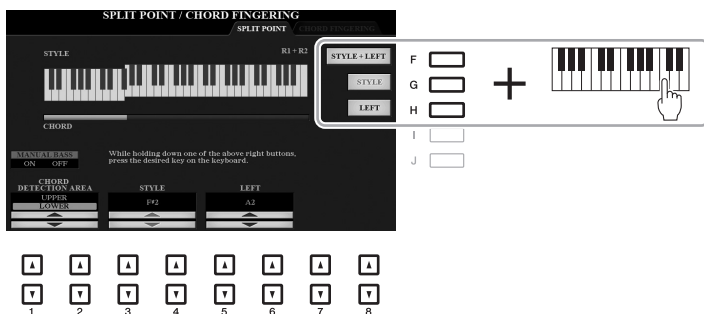 SPLIT POINT / CHORD FINGERING
SPLIT POINT
CHORD FINGERING
STYLE
R1 + R2
STYLE + LEFT
F
STYLE
G
LEFT
H
CHORD
I
J
MANUAL BASS
ON OFF
While holding down one of the above right buttons,
press the desired key on the keyboard.
CHORD
DETECTION AREA
STYLE
LEFT
UPPER
LOWER
F#2
A2
1 2 3 4 5 6 7 8